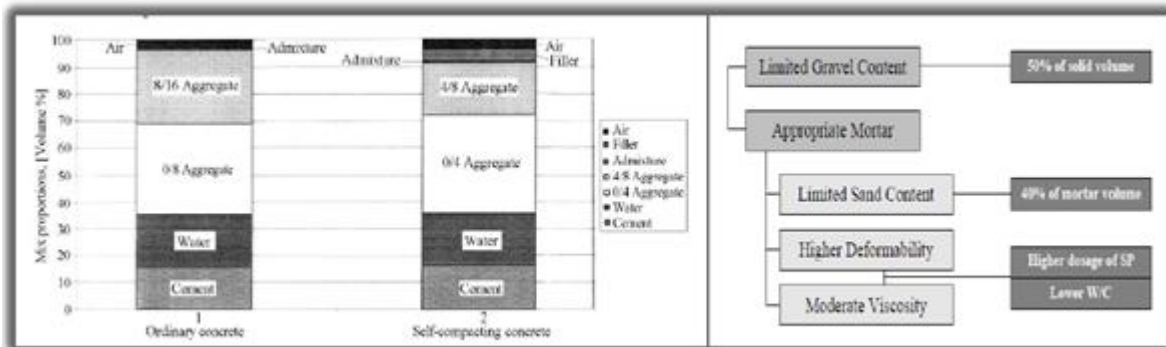 100
90
80
70
60
50
40
30
20
10
0
Mix proportions, [Volume %]
Air
Admixture
8/16 Aggregate
0/8 Aggregate
Water
Cement
1
Ordinary concrete
Air
Admixture
Filler
4/8 Aggregate
0/4 Aggregate
Water
Cement
2
Self-compacting concrete
Air
Filler
Admixture
4/8 Aggregate
0/4 Aggregate
Water
Cement
Limited Gravel Content
50% of solid volume
Appropriate Mortar
Limited Sand Content
40% of mortar volume
Higher Deformability
Higher dosage of SP
Lower W/C
Moderate Viscosity